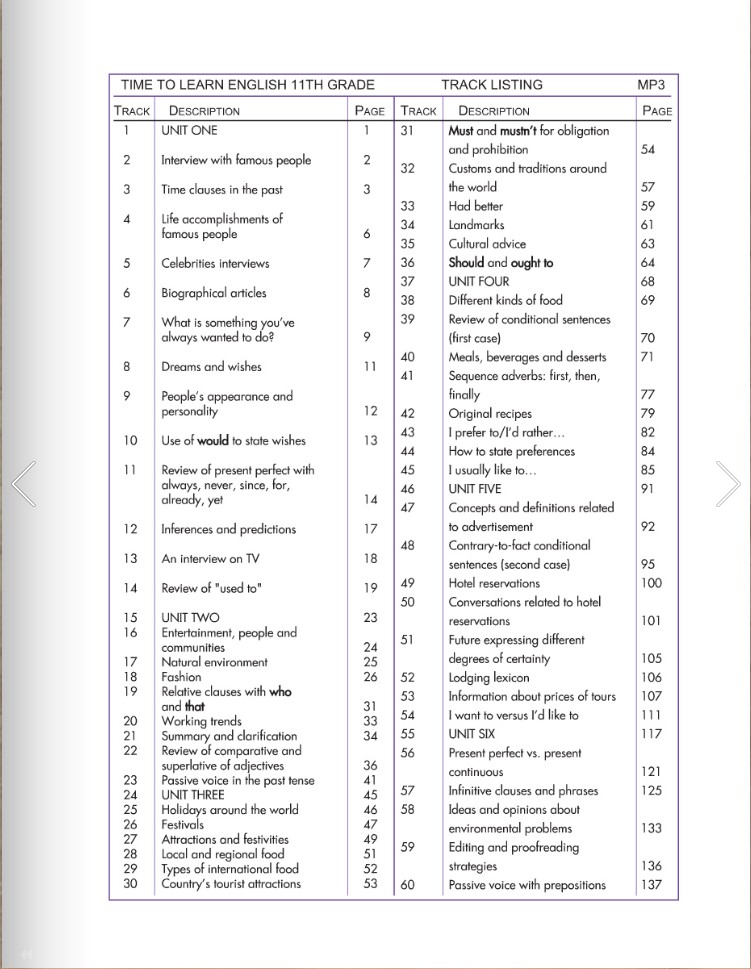 TIME TO LEARN ENGLISH 11TH GRADE TRACK LISTING MP3
TRACK DESCRIPTION PAGE TRACK DESCRIPTION PAGE
1 UNIT ONE 1
2 Interview with famous people 2
3 Time clauses in the past 3
4 Life accomplishments of
famous people 6
5 Celebrities interviews 7
6 Biographical articles 8
7 What is something you've
always wanted to do? 9
8 Dreams and wishes 11
9 People's appearance and
personality 12
10 Use of would to state wishes 13
11 Review of present perfect with
always, never, since, for,
already, yet 14
12 Inferences and predictions 17
13 An interview on TV 18
14 Review of "used to" 19
15 UNIT TWO 23
16 Entertainment, people and
communities 24
17 Natural environment 25
18 Fashion 26
19 Relative clauses with who
and that 31
20 Working trends 33
21 Summary and clarification 34
22 Review of comparative and
superlative of adjectives 36
23 Passive voice in the past tense 41
24 UNIT THREE 45
25 Holidays around the world 46
26 Festivals 47
27 Attractions and festivities 49
28 Local and regional food 51
29 Types of international food 52
30 Country's tourist attractions 53
31 Must and mustn't for obligation
and prohibition 54
32 Customs and traditions around
the world 57
33 Had better 59
34 Landmarks 61
35 Cultural advice 63
36 Should and ought to 64
37 UNIT FOUR 68
38 Different kinds of food 69
39 Review of conditional sentences
(first case) 70
40 Meals, beverages and desserts 71
41 Sequence adverbs: first, then,
finally 77
42 Original recipes 79
43 I prefer to/I'd rather... 82
44 How to state preferences 84
45 I usually like to... 85
46 UNIT FIVE 91
47 Concepts and definitions related
to advertisement 92
48 Contrary-to-fact conditional
sentences (second case) 95
49 Hotel reservations 100
50 Conversations related to hotel
reservations 101
51 Future expressing different
degrees of certainty 105
52 Lodging lexicon 106
53 Information about prices of tours 107
54 I want to versus I'd like to 111
55 UNIT SIX 117
56 Present perfect vs. present
continuous 121
57 Infinitive clauses and phrases 125
58 Ideas and opinions about
environmental problems 133
59 Editing and proofreading
strategies 136
60 Passive voice with prepositions 137